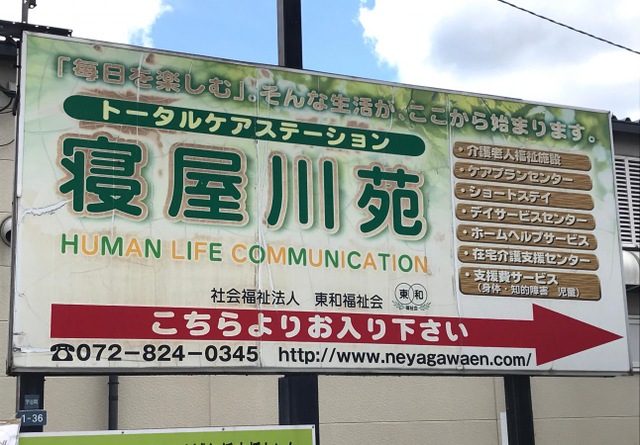 「毎日を楽しむ」、そんな生活が、ここから始まります。
トータルケアステーション
寝屋川苑
HUMAN LIFE COMMUNICATION
・介護老人福祉施設
・ケアプランセンター
・ショートステイ
・デイサービスセンター
・ホームヘルプサービス
・在宅介護支援センター
・支援費サービス
（身体・知的障害 児童）
社会福祉法人 東和福祉会
東和
福祉会
こちらよりお入り下さい
☎072-824-0345 http://www.neyagawaen.com/
1-36